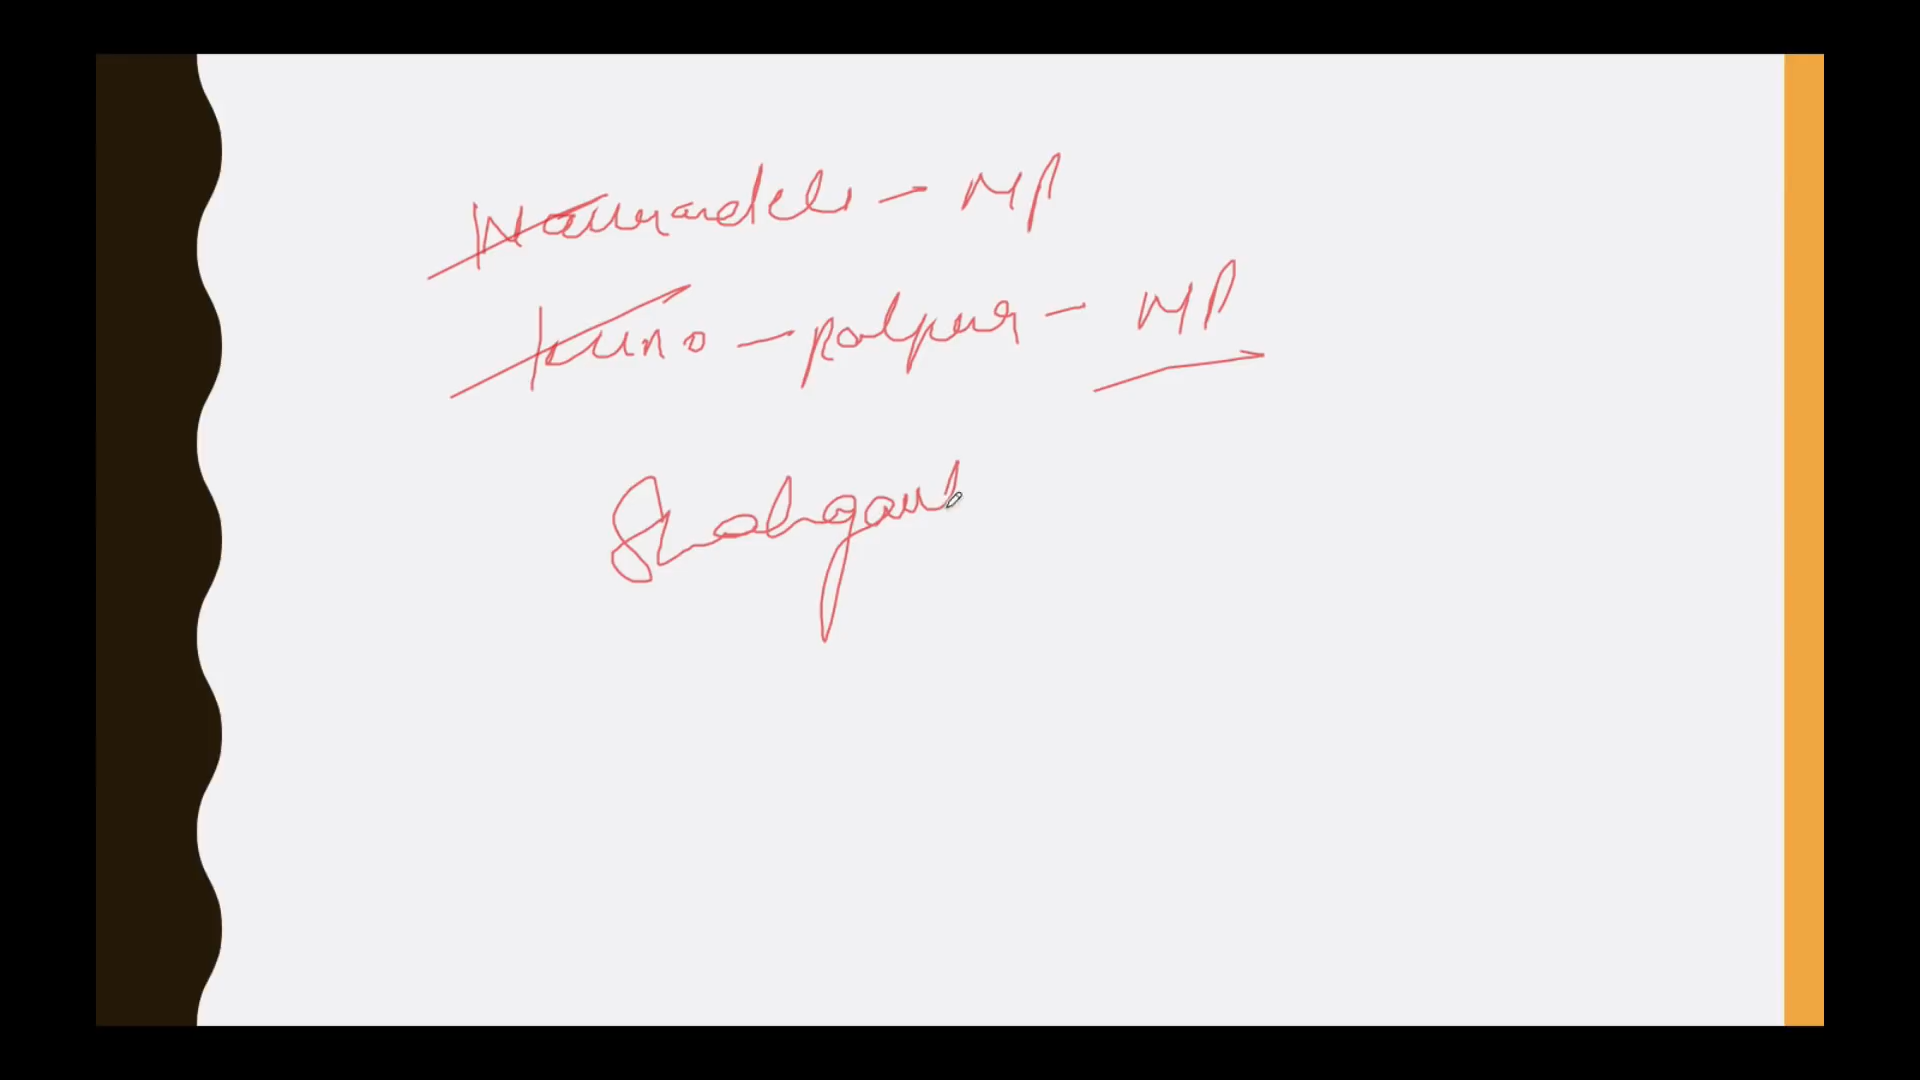 Nauradehi - MP
Kuno - palpur - MP
Shahgarh